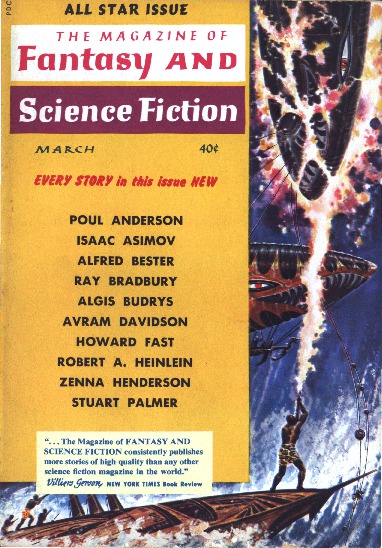 PDC
ALL STAR ISSUE
THE MAGAZINE OF
Fantasy AND
Science Fiction
MARCH 40¢
EVERY STORY in this issue NEW
POUL ANDERSON
ISAAC ASIMOV
ALFRED BESTER
RAY BRADBURY
ALGIS BUDRYS
AVRAM DAVIDSON
HOWARD FAST
ROBERT A. HEINLEIN
ZENNA HENDERSON
STUART PALMER
“. . . The Magazine of FANTASY AND
SCIENCE FICTION consistently publishes
more stories of high quality than any other
science fiction magazine in the world.”
Villiers Gerson, NEW YORK TIMES Book Review